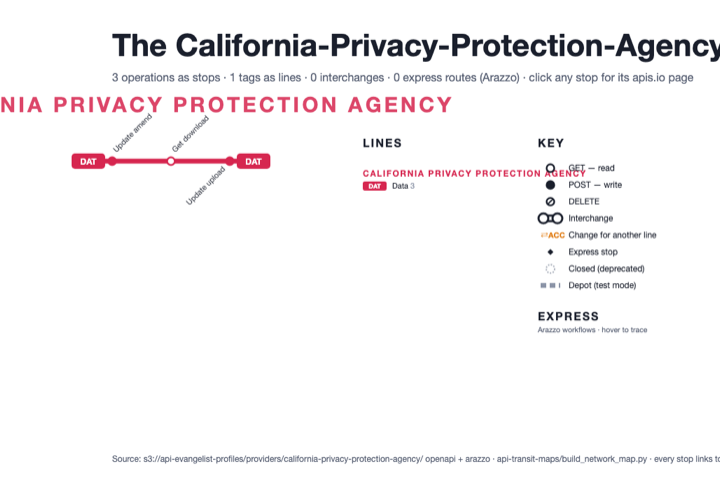 The California-Privacy-Protection-Agency
3 operations as stops · 1 tags as lines · 0 interchanges · 0 express routes (Arazzo) · click any stop for its apis.io page
NIA PRIVACY PROTECTION AGENCY
Update amend
Get download
DAT
DAT
Update upload
LINES
CALIFORNIA PRIVACY PROTECTION AGENCY
DAT Data 3
KEY
GET — read
POST — write
DELETE
Interchange
⇄ACC Change for another line
Express stop
Closed (deprecated)
Depot (test mode)
EXPRESS
Arazzo workflows · hover to trace
Source: s3://api-evangelist-profiles/providers/california-privacy-protection-agency/ openapi + arazzo · api-transit-maps/build_network_map.py · every stop links to